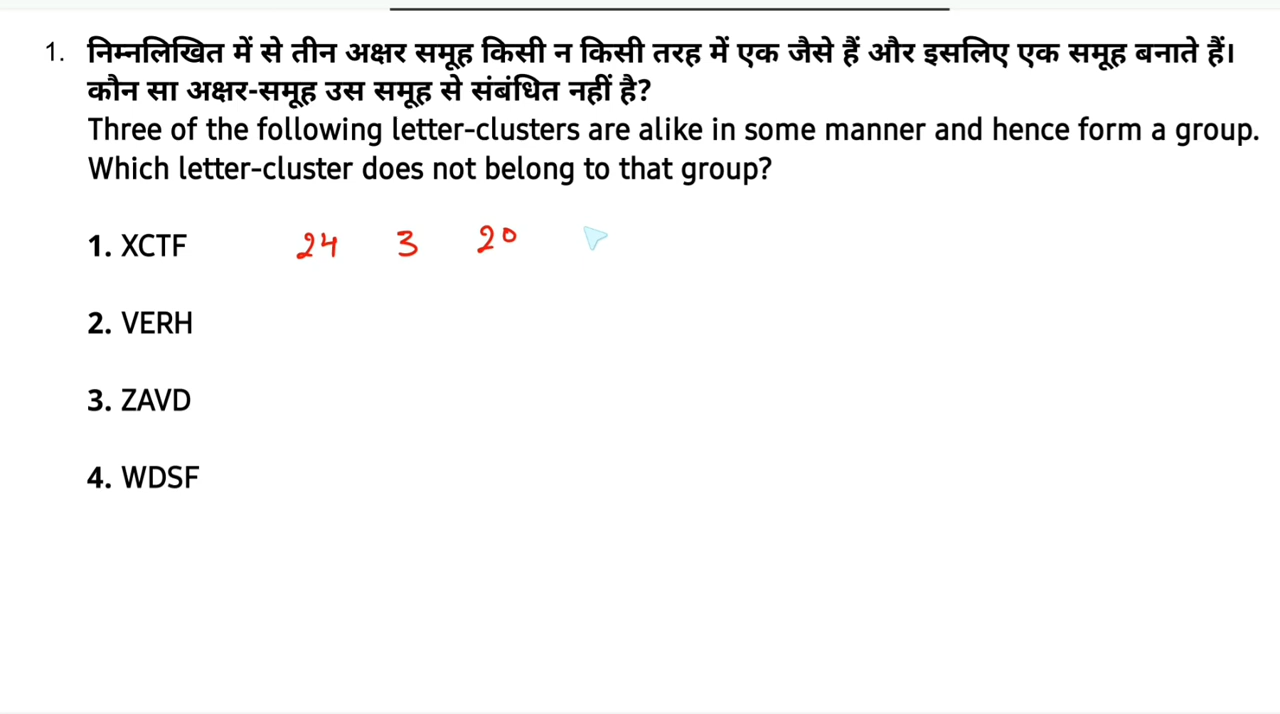 1. निम्नलिखित में से तीन अक्षर समूह किसी न किसी तरह में एक जैसे हैं और इसलिए एक समूह बनाते हैं।
कौन सा अक्षर-समूह उस समूह से संबंधित नहीं है?
Three of the following letter-clusters are alike in some manner and hence form a group.
Which letter-cluster does not belong to that group?
1. XCTF 24 3 20
2. VERH
3. ZAVD
4. WDSF